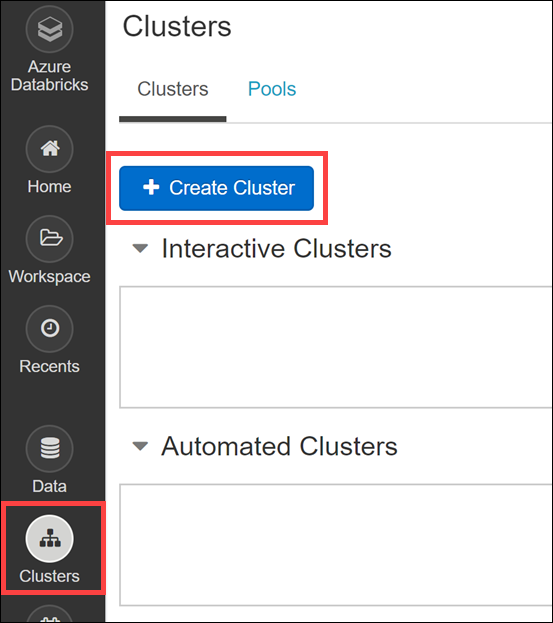 Azure
Databricks
Home
Workspace
Recents
Data
Clusters
Clusters
Clusters Pools
+ Create Cluster
Interactive Clusters
Automated Clusters